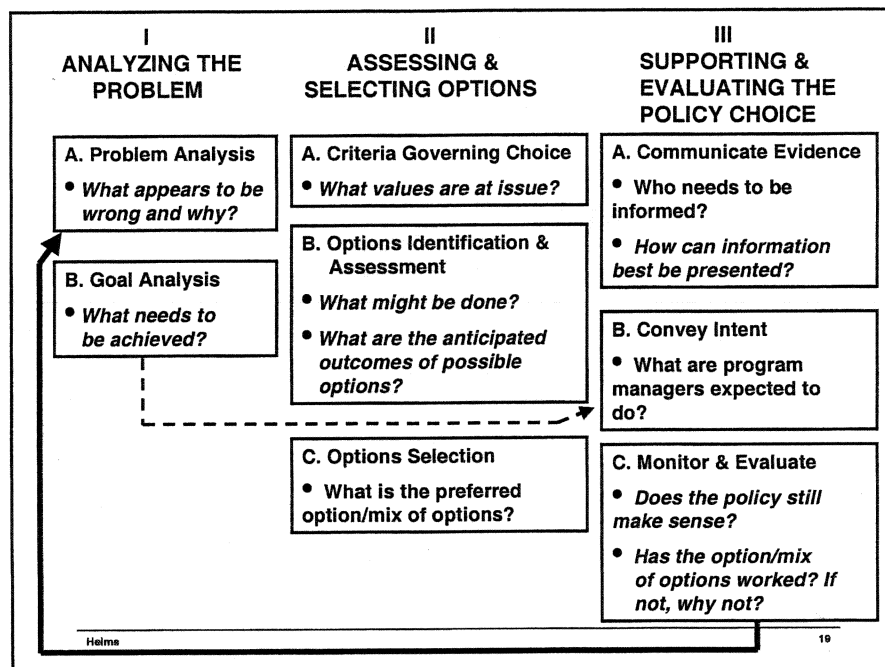 I
ANALYZING THE
PROBLEM
A. Problem Analysis
• What appears to be
wrong and why?
B. Goal Analysis
• What needs to
be achieved?
II
ASSESSING &
SELECTING OPTIONS
A. Criteria Governing Choice
• What values are at issue?
B. Options Identification &
Assessment
• What might be done?
• What are the anticipated
outcomes of possible
options?
C. Options Selection
• What is the preferred
option/mix of options?
III
SUPPORTING &
EVALUATING THE
POLICY CHOICE
A. Communicate Evidence
• Who needs to be
informed?
• How can information
best be presented?
B. Convey Intent
• What are program
managers expected to
do?
C. Monitor & Evaluate
• Does the policy still
make sense?
• Has the option/mix
of options worked? If
not, why not?
Helms
19